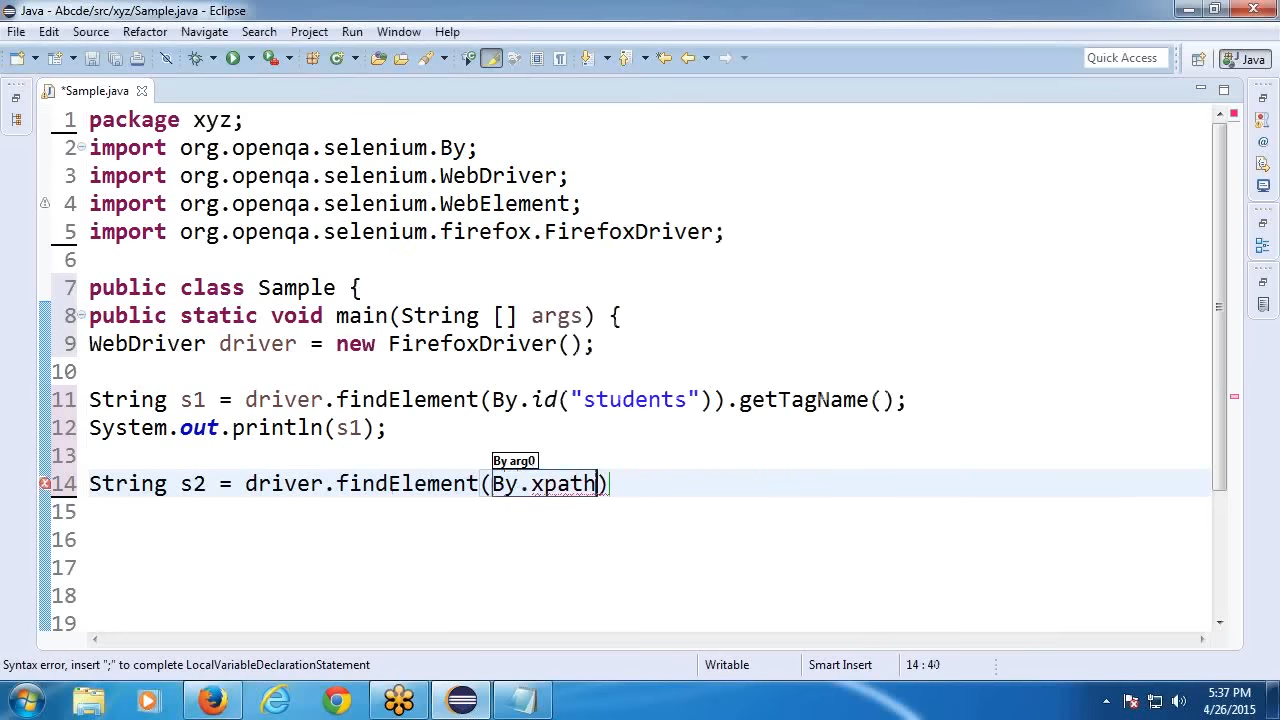 Java - Abcde/src/xyz/Sample.java - Eclipse
File Edit Source Refactor Navigate Search Project Run Window Help
Quick Access
Java
*Sample.java
1 package xyz;
2 import org.openqa.selenium.By;
3 import org.openqa.selenium.WebDriver;
4 import org.openqa.selenium.WebElement;
5 import org.openqa.selenium.firefox.FirefoxDriver;
6
7 public class Sample {
8 public static void main(String [] args) {
9 WebDriver driver = new FirefoxDriver();
10
11 String s1 = driver.findElement(By.id("students")).getTagName();
12 System.out.println(s1);
13
By arg0
14 String s2 = driver.findElement(By.xpath)
15
16
17
18
19
Syntax error, insert ";" to complete LocalVariableDeclarationStatement
Writable
Smart Insert
14 : 40
5:37 PM
4/26/2015